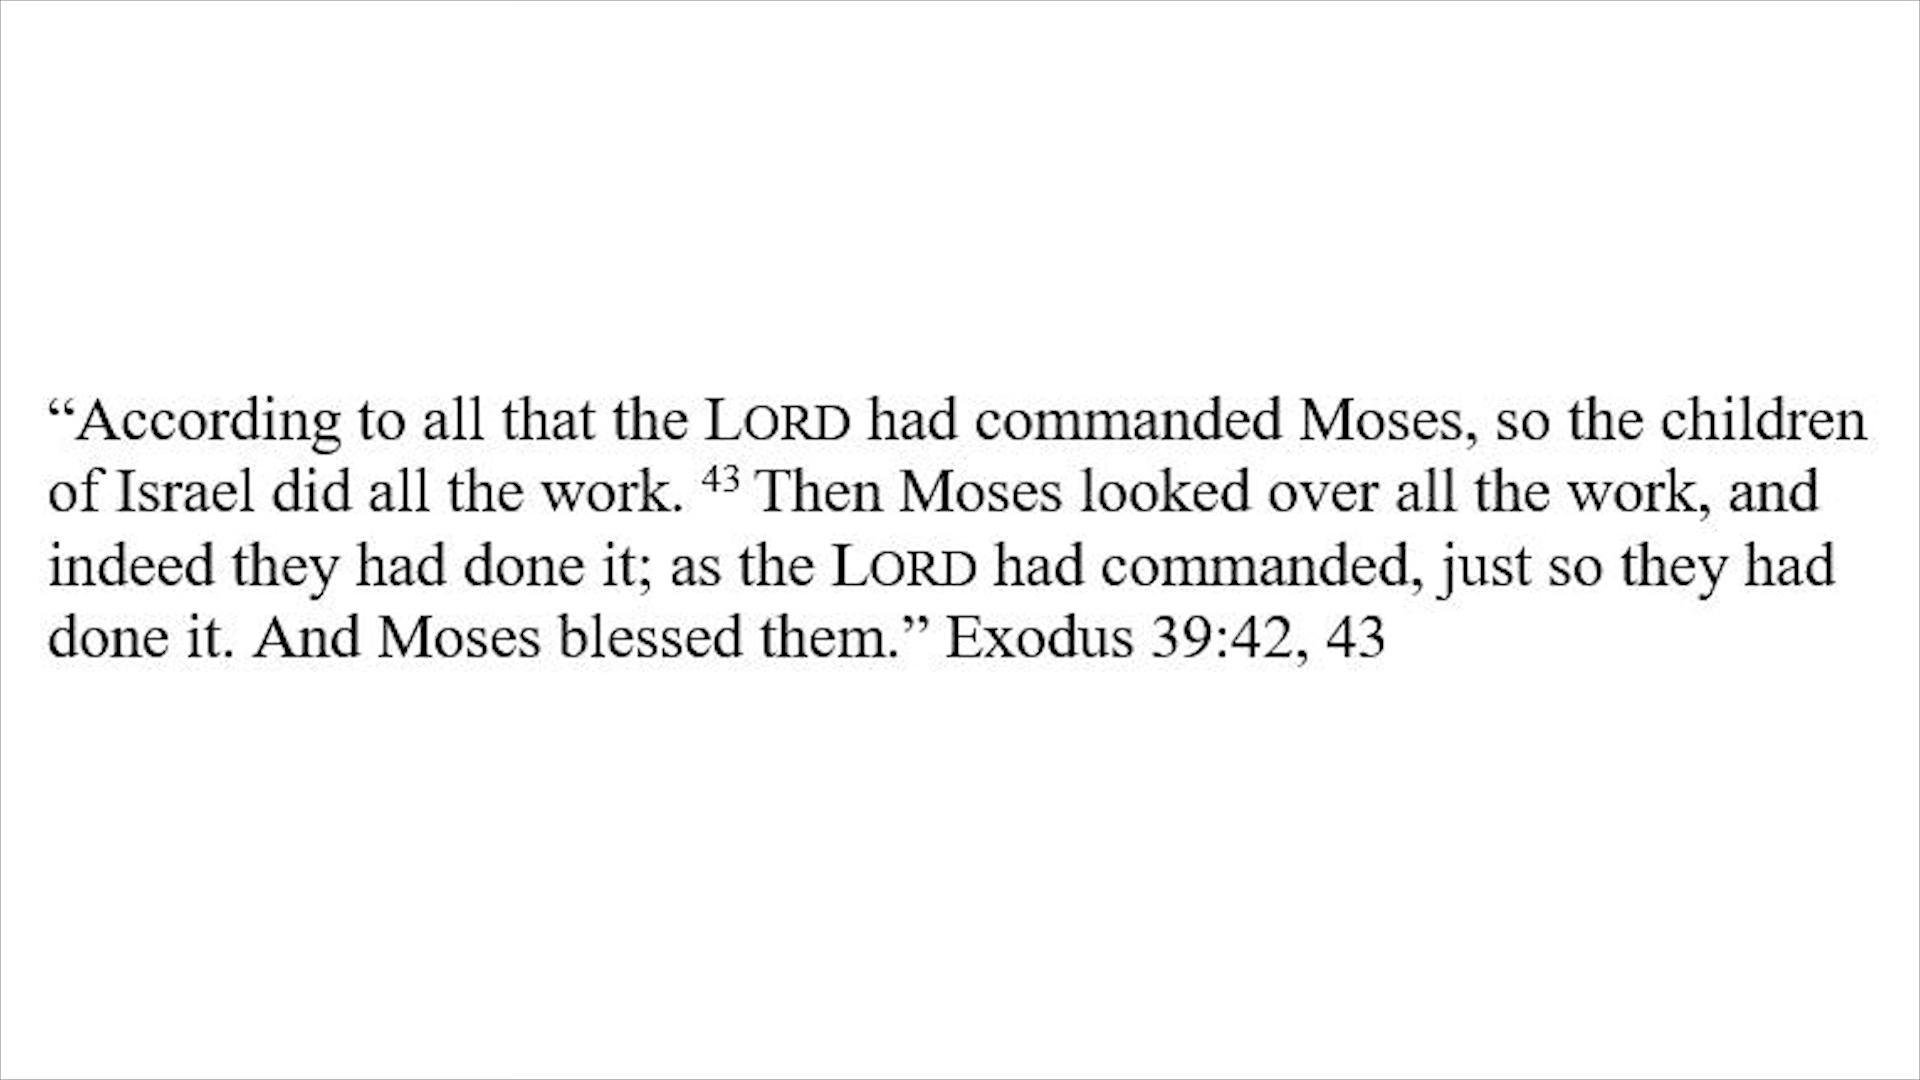 “According to all that the LORD had commanded Moses, so the children
of Israel did all the work. 43 Then Moses looked over all the work, and
indeed they had done it; as the LORD had commanded, just so they had
done it. And Moses blessed them.” Exodus 39:42, 43